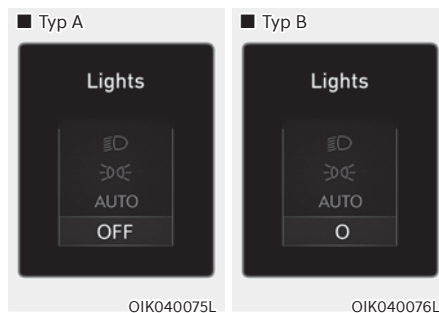 ■ Typ A
Lights
AUTO
OFF
OIK040075L
■ Typ B
Lights
AUTO
O
OIK040076L